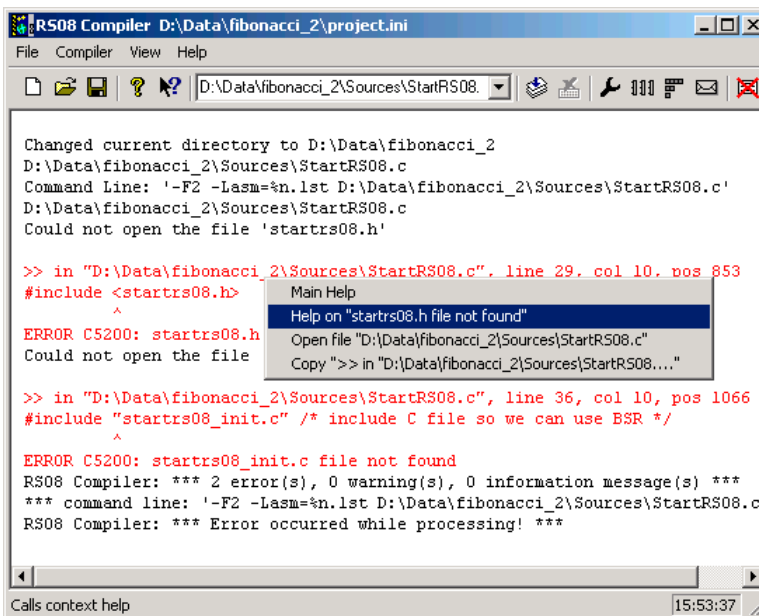 RS08 Compiler D:\Data\fibonacci_2\project.ini
File Compiler View Help
D:\Data\fibonacci_2\Sources\StartRS08.
Changed current directory to D:\Data\fibonacci_2
D:\Data\fibonacci_2\Sources\StartRS08.c
Command Line: '-F2 -Lasm=%n.lst D:\Data\fibonacci_2\Sources\StartRS08.c'
D:\Data\fibonacci_2\Sources\StartRS08.c
Could not open the file 'startrs08.h'
>> in "D:\Data\fibonacci_2\Sources\StartRS08.c", line 29, col 10, pos 853
#include <startrs08.h>
^
Main Help
Help on "startrs08.h file not found"
Open file "D:\Data\fibonacci_2\Sources\StartRS08.c"
Copy ">> in "D:\Data\fibonacci_2\Sources\StartRS08...."
ERROR C5200: startrs08.h
Could not open the file
>> in "D:\Data\fibonacci_2\Sources\StartRS08.c", line 36, col 10, pos 1066
#include "startrs08_init.c" /* include C file so we can use BSR */
^
ERROR C5200: startrs08_init.c file not found
RS08 Compiler: *** 2 error(s), 0 warning(s), 0 information message(s) ***
*** command line: '-F2 -Lasm=%n.lst D:\Data\fibonacci_2\Sources\StartRS08.c
RS08 Compiler: *** Error occurred while processing! ***
Calls context help
15:53:37